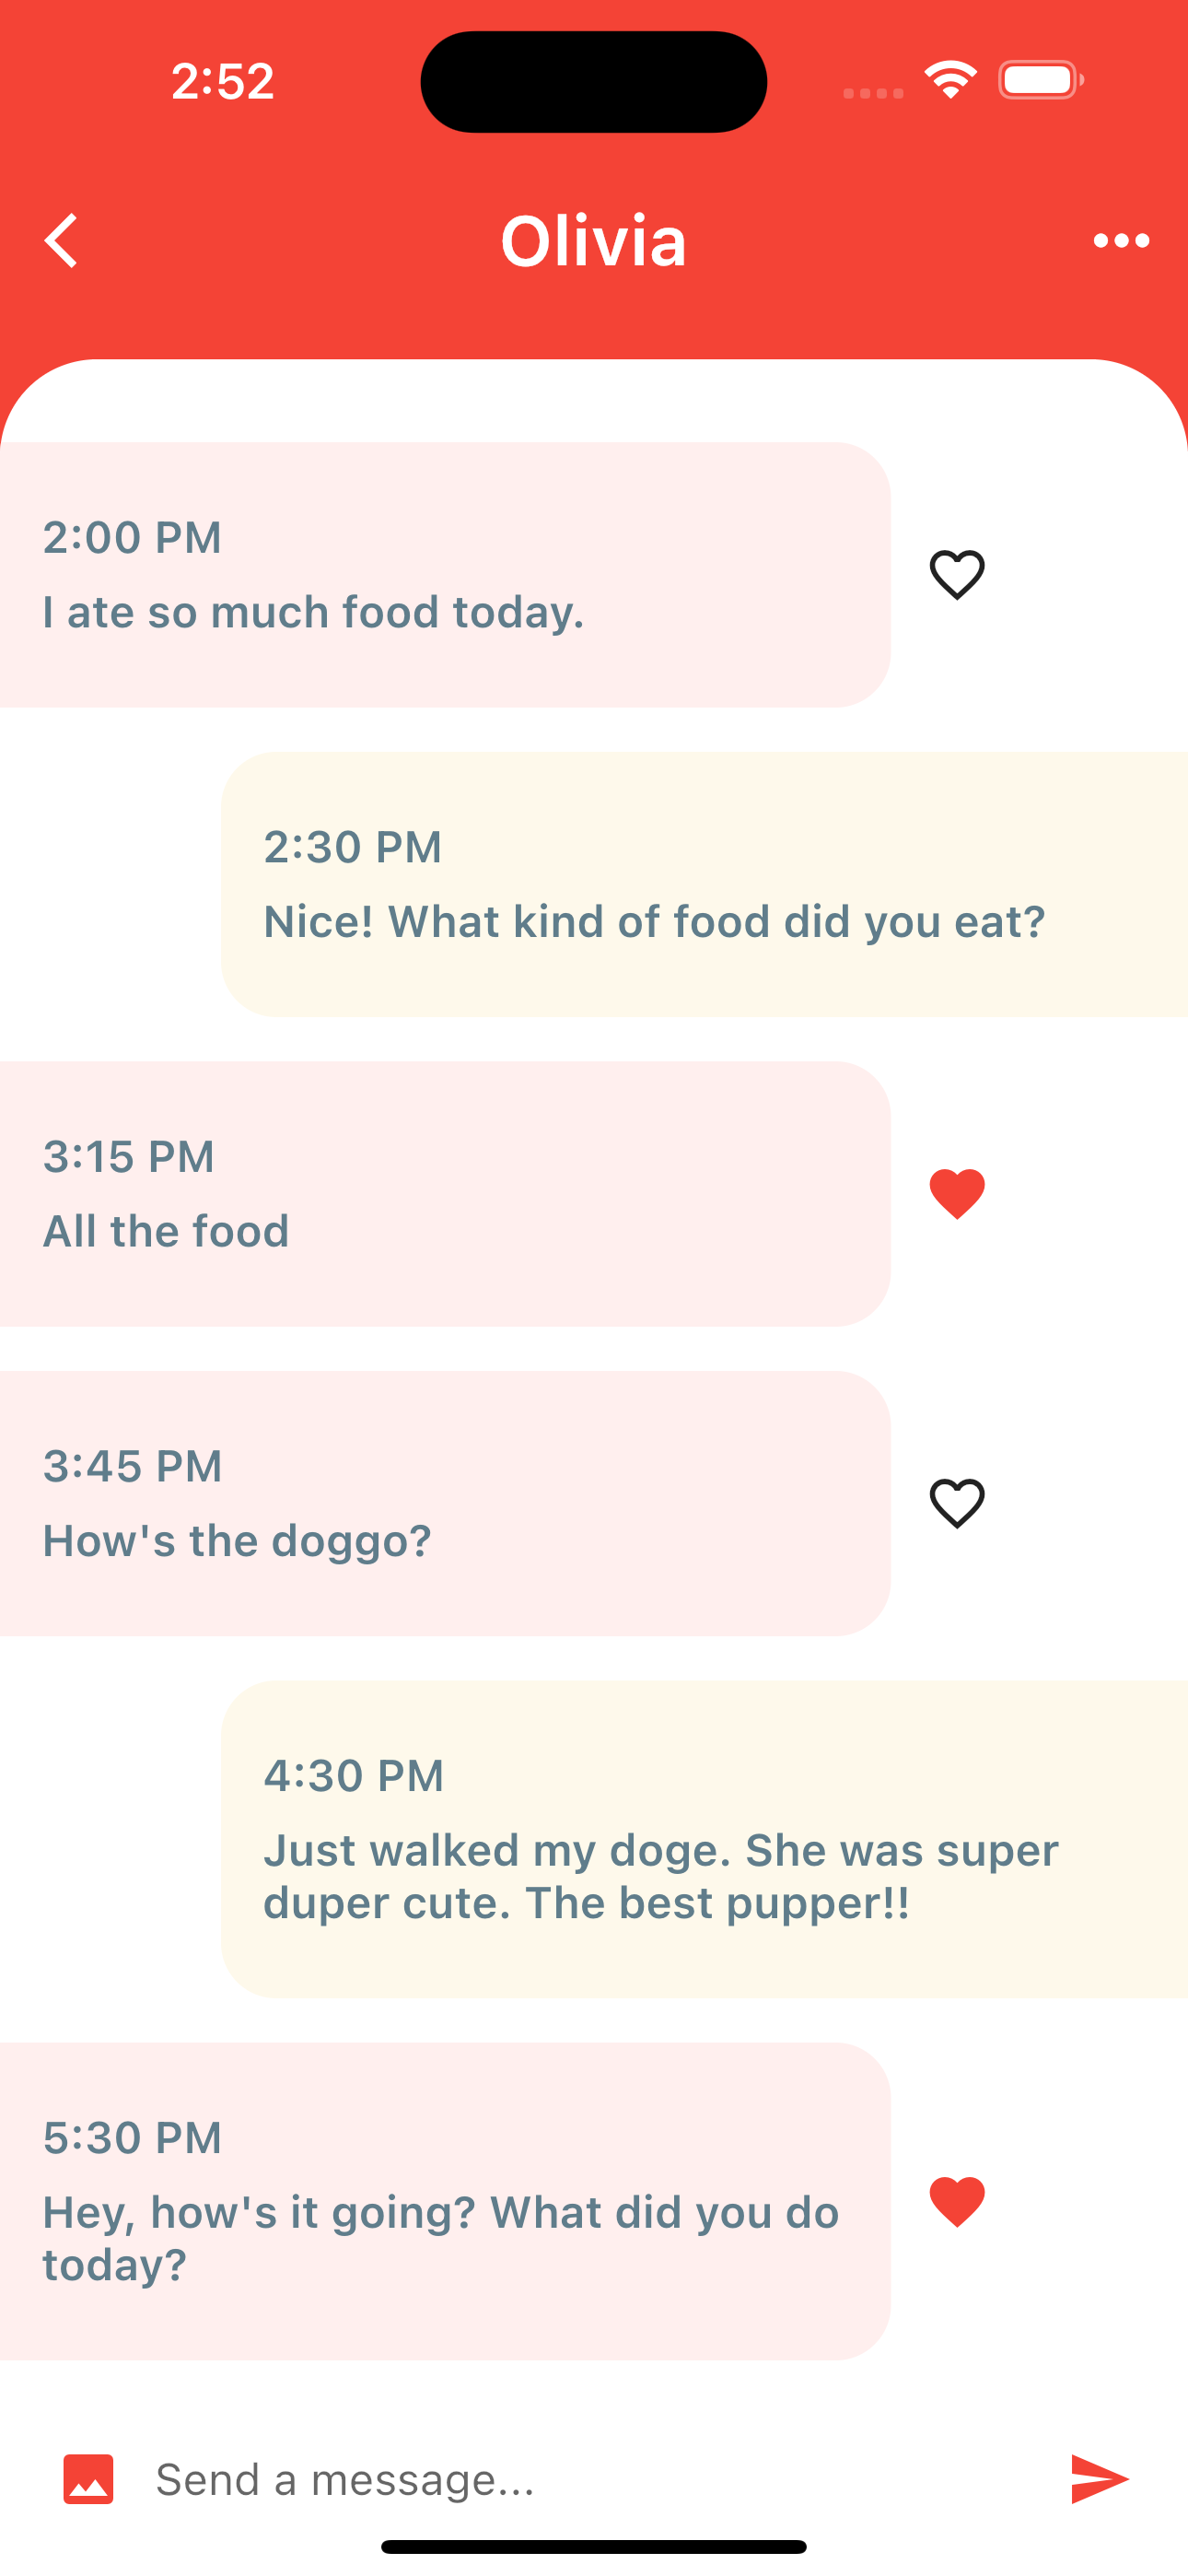 2:52
Olivia
2:00 PM
I ate so much food today.
2:30 PM
Nice! What kind of food did you eat?
3:15 PM
All the food
3:45 PM
How's the doggo?
4:30 PM
Just walked my doge. She was super
duper cute. The best pupper!!
5:30 PM
Hey, how's it going? What did you do
today?
Send a message...